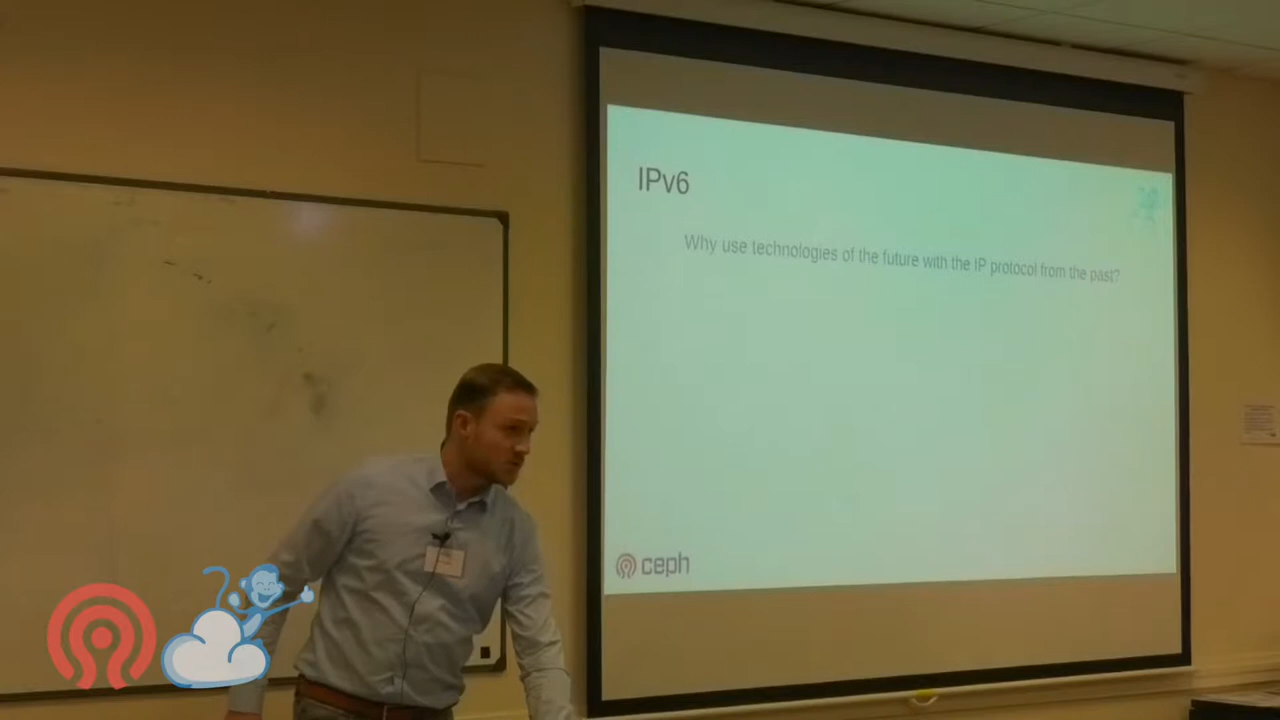 IPv6
Why use technologies of the future with the IP protocol from the past?
ceph